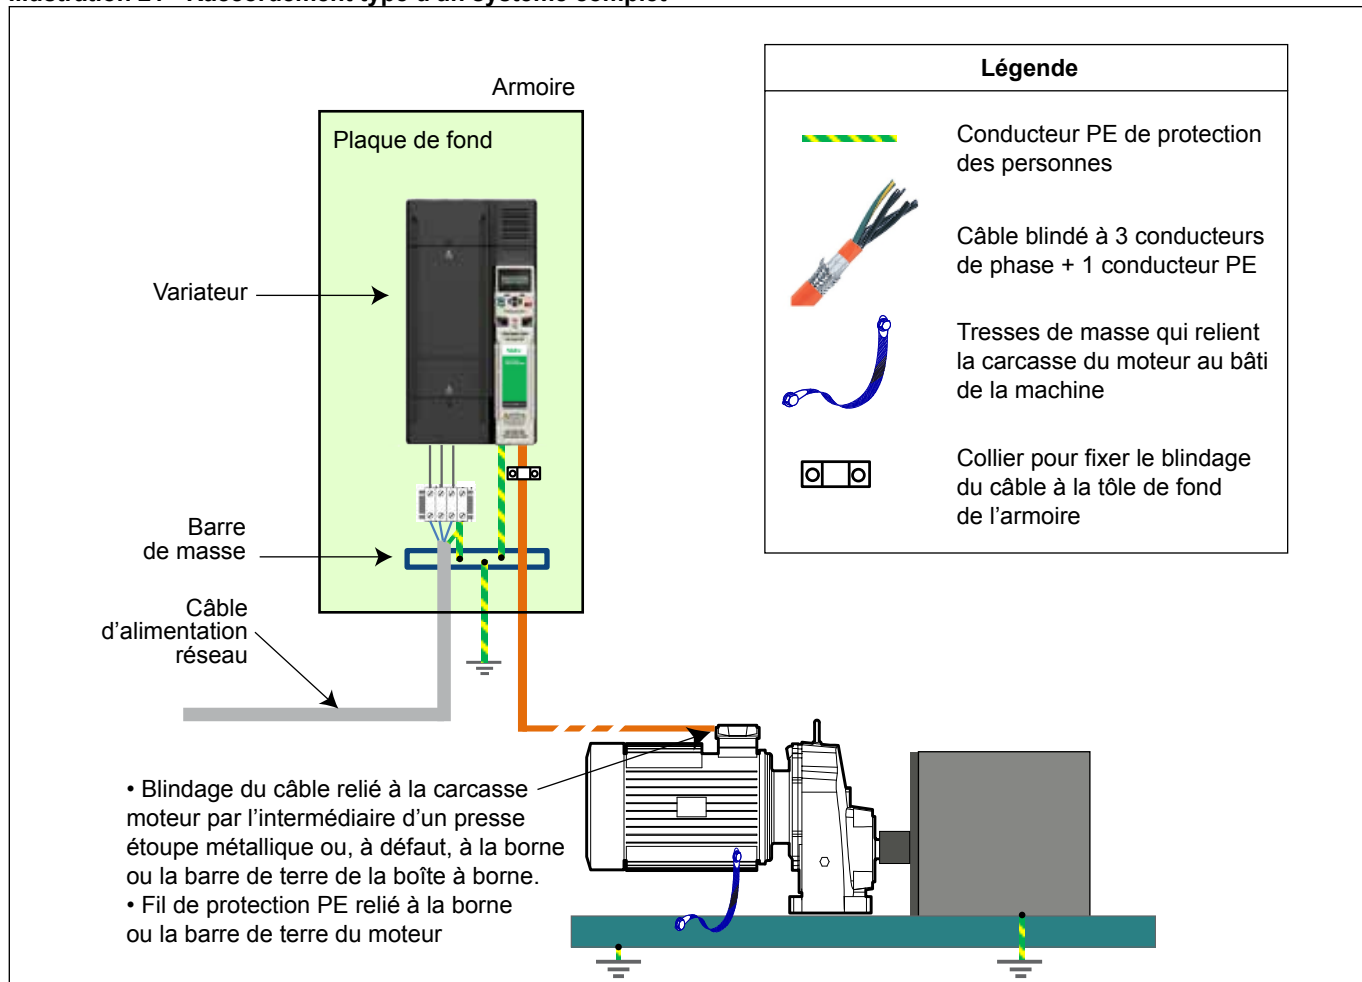 Armoire
Plaque de fond
Variateur
Barre
de masse
Câble
d'alimentation
réseau
Légende
Conducteur PE de protection
des personnes
Câble blindé à 3 conducteurs
de phase + 1 conducteur PE
Tresses de masse qui relient
la carcasse du moteur au bâti
de la machine
Collier pour fixer le blindage
du câble à la tôle de fond
de l'armoire
• Blindage du câble relié à la carcasse
moteur par l'intermédiaire d'un presse
étoupe métallique ou, à défaut, à la borne
ou la barre de terre de la boîte à borne.
• Fil de protection PE relié à la borne
ou la barre de terre du moteur